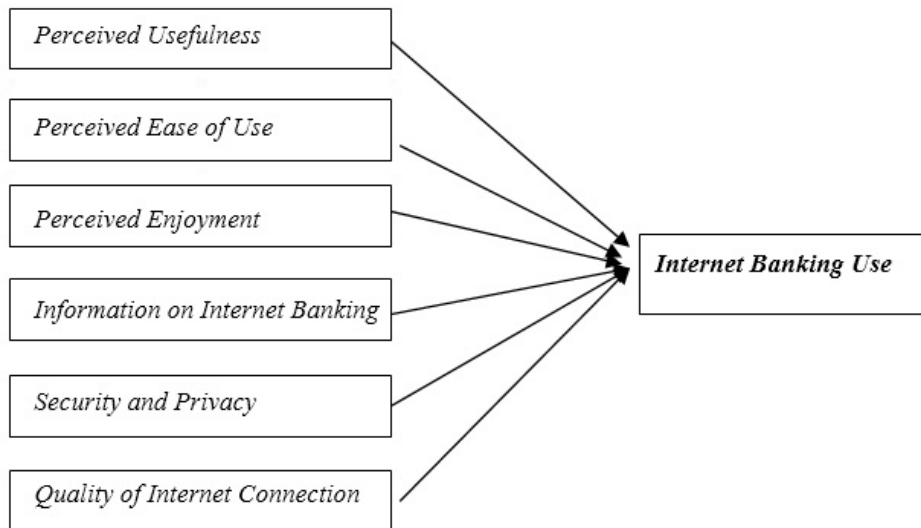 Perceived Usefulness
Perceived Ease of Use
Perceived Enjoyment
Internet Banking Use
Information on Internet Banking
Security and Privacy
Quality of Internet Connection